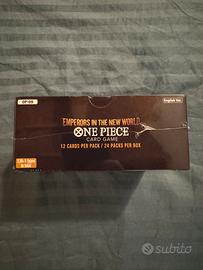 OP-09
English Ver.
EMPERORS IN THE NEW WORLD
ONE PIECE
CARD GAME
12 CARDS PER PACK / 24 PACKS PER BOX
subito